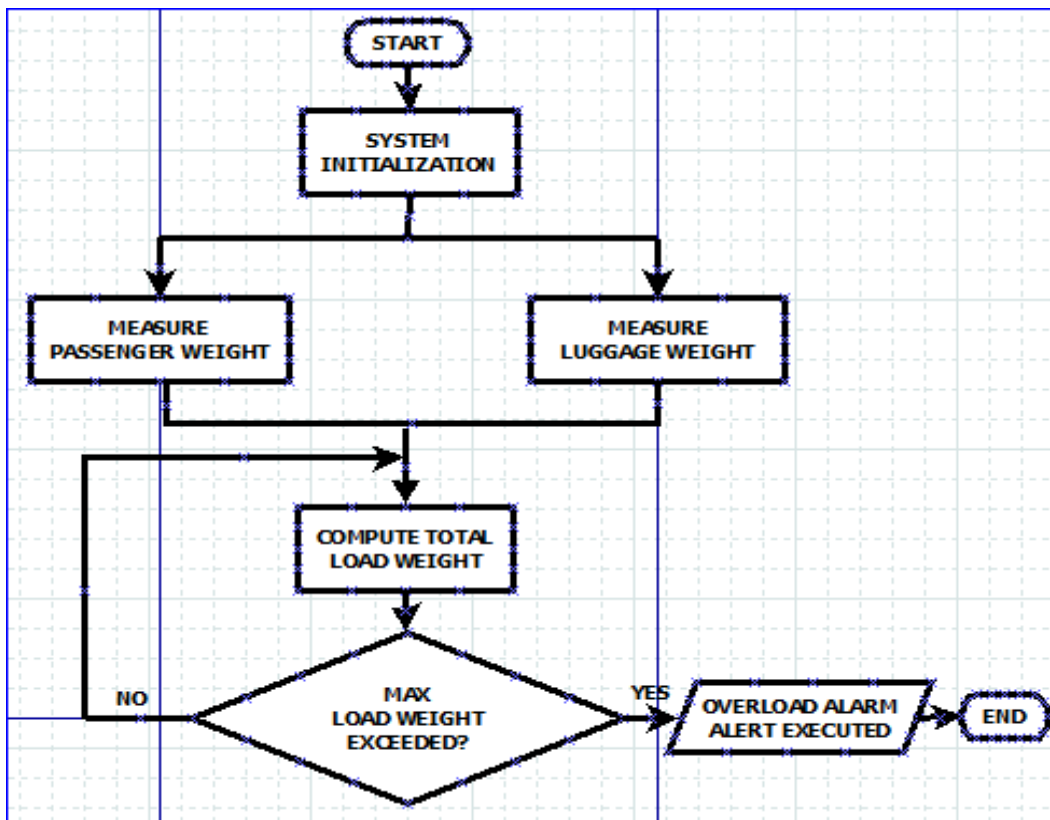 START
SYSTEM
INITIALIZATION
MEASURE
PASSENGER WEIGHT
MEASURE
LUGGAGE WEIGHT
COMPUTE TOTAL
LOAD WEIGHT
MAX
LOAD WEIGHT
EXCEEDED?
NO
YES
OVERLOAD ALARM
ALERT EXECUTED
END